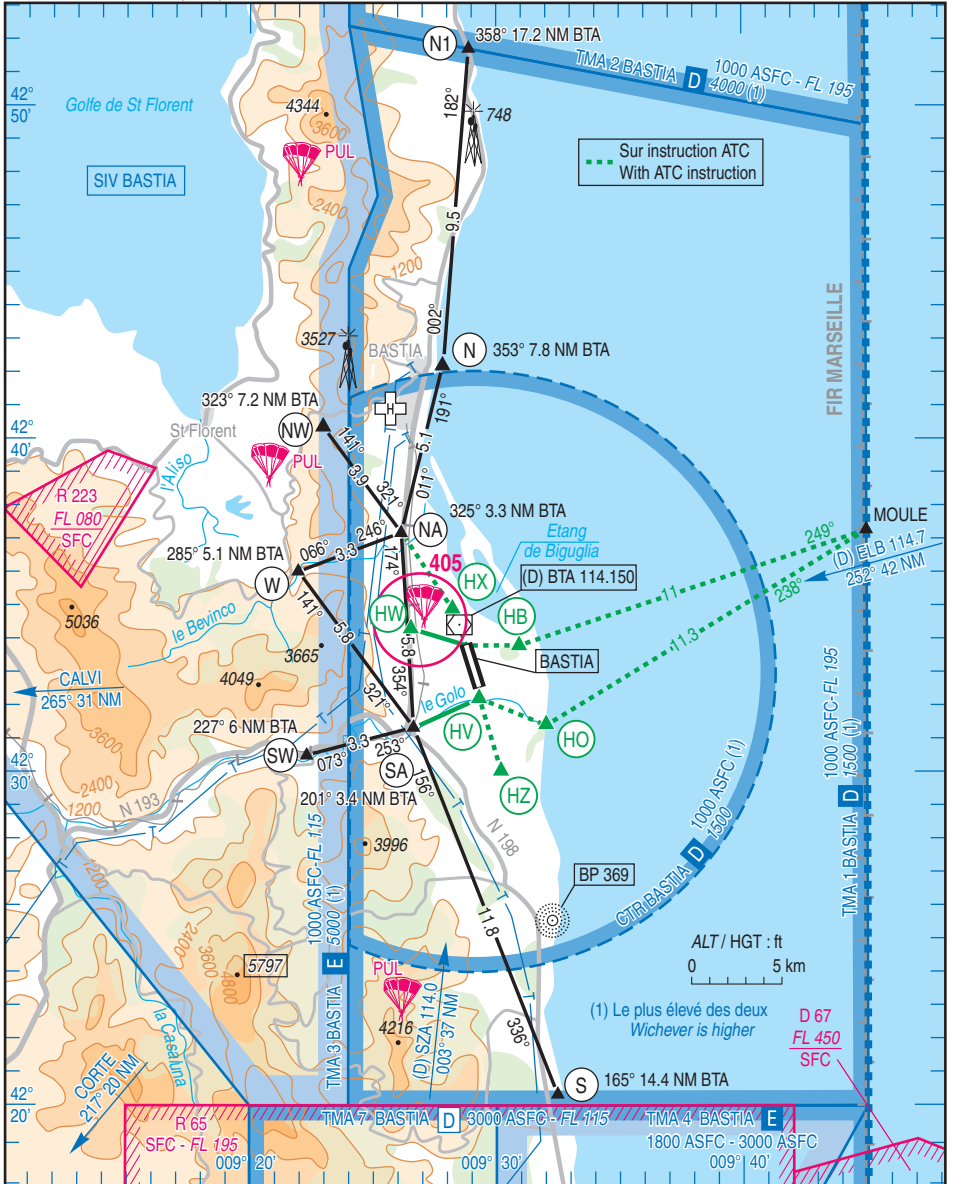 N1
358° 17.2 NM BTA
TMA 2 BASTIA D 1000 ASFC - FL 195
4000 (1)
42°
50'
Golfe de St Florent
4344
3600
PUL
182°
748
Sur instruction ATC
With ATC instruction
SIV BASTIA
2400
9.5
1200
002°
3527
BASTIA
N
353° 7.8 NM BTA
FIR MARSEILLE
H
191°
323° 7.2 NM BTA
NW
St Florent
42°
40'
l'Aliso
PUL
141°
3.9
321°
5.1
011°
R 223
FL 080
SFC
325° 3.3 NM BTA
NA
MOULE
246°
3.3
066°
285° 5.1 NM BTA
W
174°
Etang
de Biguglia
249°
(D) ELB 114.7
252° 42 NM
405
(D) BTA 114.150
HX
HW
HB
11
238°
le Bevinco
141°
5.8
5036
3665
5.8
BASTIA
11.3
4049
354°
CALVI
265° 31 NM
321°
le Golo
227° 6 NM BTA
HV
HO
3600
SW
073°
3.3
253°
SA
156°
HZ
42°
30'
2400
1200
N 193
201° 3.4 NM BTA
N 198
1000 ASFC-FL 195
1500 (1)
TMA 1 BASTIA D
3996
1000 ASFC (1)
1500
CTR BASTIA D
BP 369
1200
1000 ASFC-FL 115
5000 (1)
TMA 3 BASTIA E
11.8
2400
3600
4800
5797
ALT / HGT : ft
0 5 km
PUL
4216
(D) SZA 114.0
003° 37 NM
(1) Le plus élevé des deux
Wichever is higher
D 67
FL 450
SFC
la Casaluna
336°
CORTE
217° 20 NM
S
165° 14.4 NM BTA
42°
20'
R 65
SFC - FL 195
TMA 7 BASTIA D 3000 ASFC - FL 115
TMA 4 BASTIA E
1800 ASFC - 3000 ASFC
009° 20'
009° 30'
009° 40'